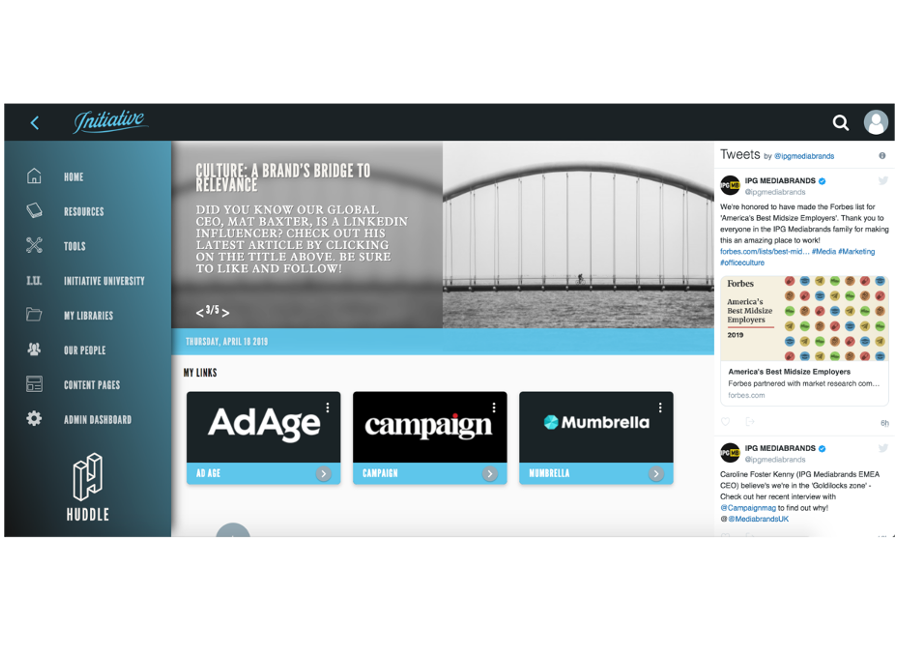 Initiative
HOME
RESOURCES
TOOLS
I.U. INITIATIVE UNIVERSITY
MY LIBRARIES
OUR PEOPLE
CONTENT PAGES
ADMIN DASHBOARD
HUDDLE
CULTURE: A BRAND'S BRIDGE TO
RELEVANCE
DID YOU KNOW OUR GLOBAL
CEO, MAT BAXTER, IS A LINKEDIN
INFLUENCER? CHECK OUT HIS
LATEST ARTICLE BY CLICKING
ON THE TITLE ABOVE. BE SURE
TO LIKE AND FOLLOW!
< 3/5 >
THURSDAY, APRIL 18 2019
MY LINKS
AdAge
AD AGE
campaign
CAMPAIGN
Mumbrella
MUMBRELLA
Tweets by @ipgmediabrands
IPG MB
IPG MEDIABRANDS
@ipgmediabrands
We're honored to have made the Forbes list for
'America's Best Midsize Employers'. Thank you to
everyone in the IPG Mediabrands family for making
this an amazing place to work!
forbes.com/lists/best-mid… #Media #Marketing
#officeculture
Forbes
America's
Best Midsize
Employers
2019
America's Best Midsize Employers
Forbes partnered with market research com…
forbes.com
6h
IPG MB
IPG MEDIABRANDS
@ipgmediabrands
Caroline Foster Kenny (IPG Mediabrands EMEA
CEO) believe's we're in the 'Goldilocks zone' -
Check out her recent interview with
@Campaignmag to find out why!
@@MediabrandsUK